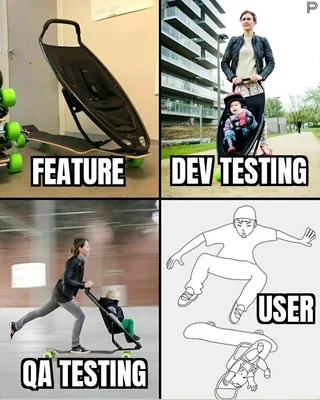 P
FEATURE
DEV TESTING
QA TESTING
USER